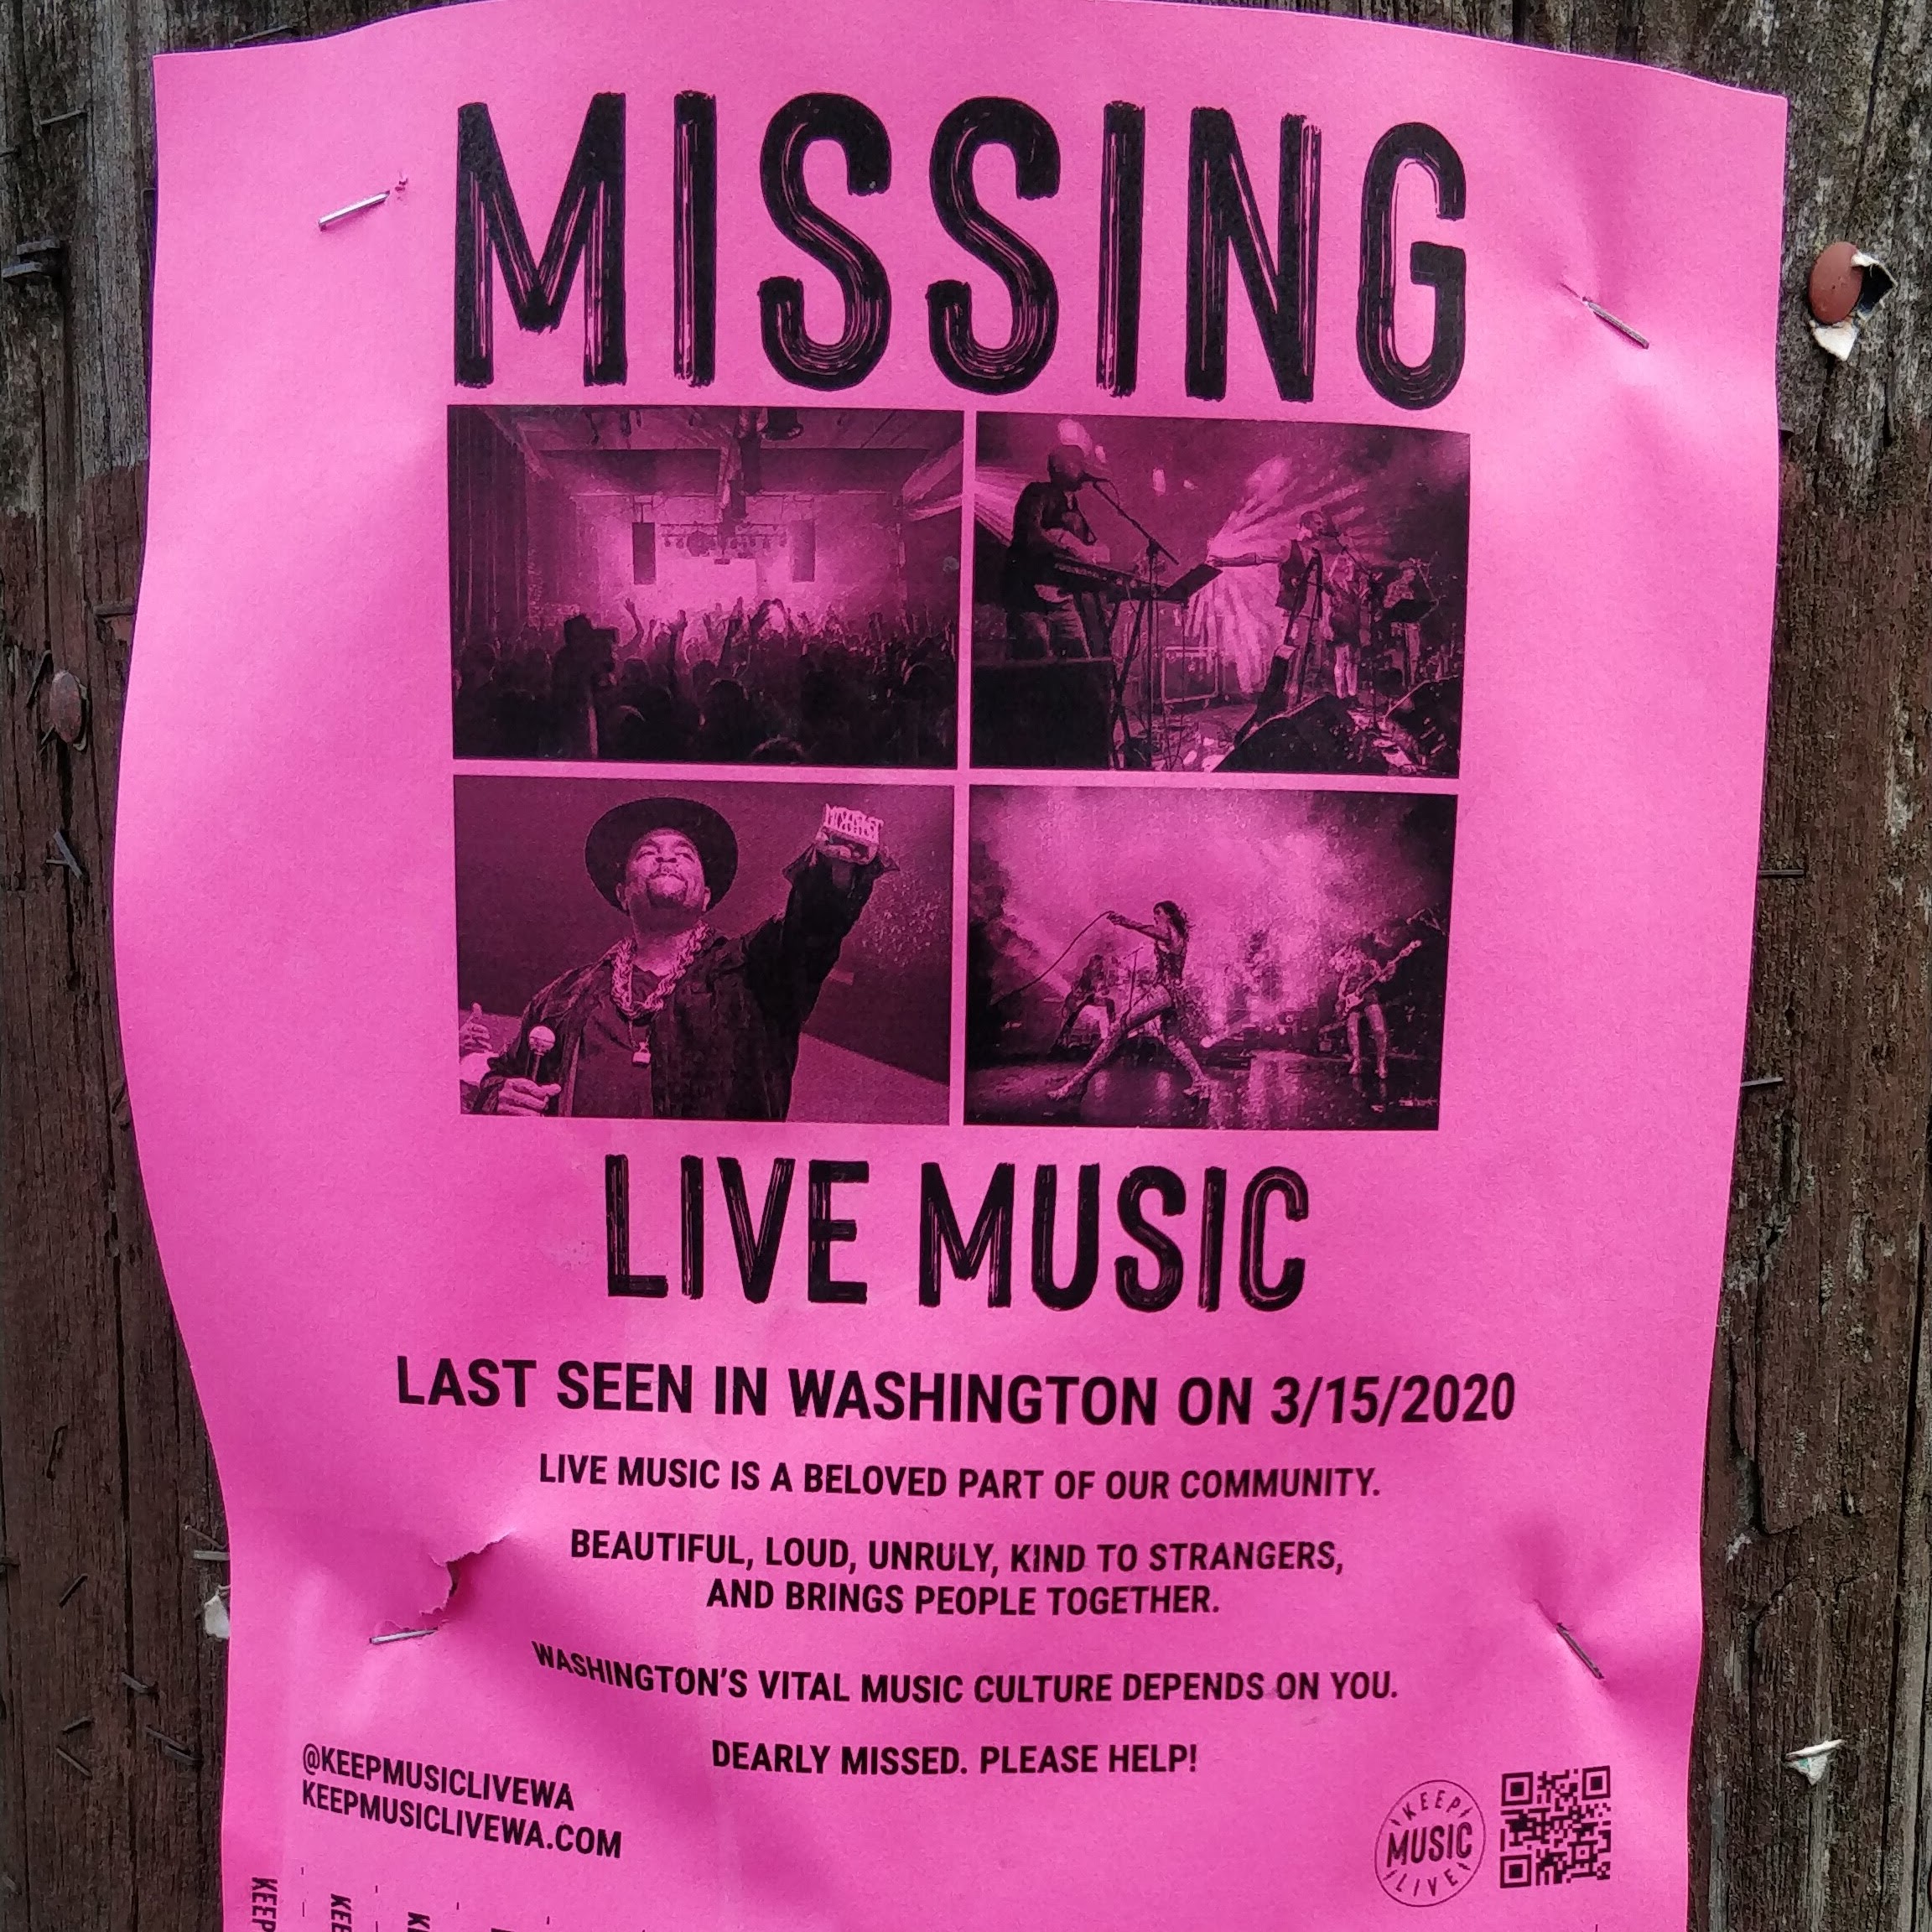 MISSING
LIVE MUSIC
LAST SEEN IN WASHINGTON ON 3/15/2020
LIVE MUSIC IS A BELOVED PART OF OUR COMMUNITY.
BEAUTIFUL, LOUD, UNRULY, KIND TO STRANGERS,
AND BRINGS PEOPLE TOGETHER.
WASHINGTON'S VITAL MUSIC CULTURE DEPENDS ON YOU.
DEARLY MISSED. PLEASE HELP!
@KEEPMUSICLIVEWA
KEEPMUSICLIVEWA.COM
KEEP
MUSIC
LIVE
KEEP